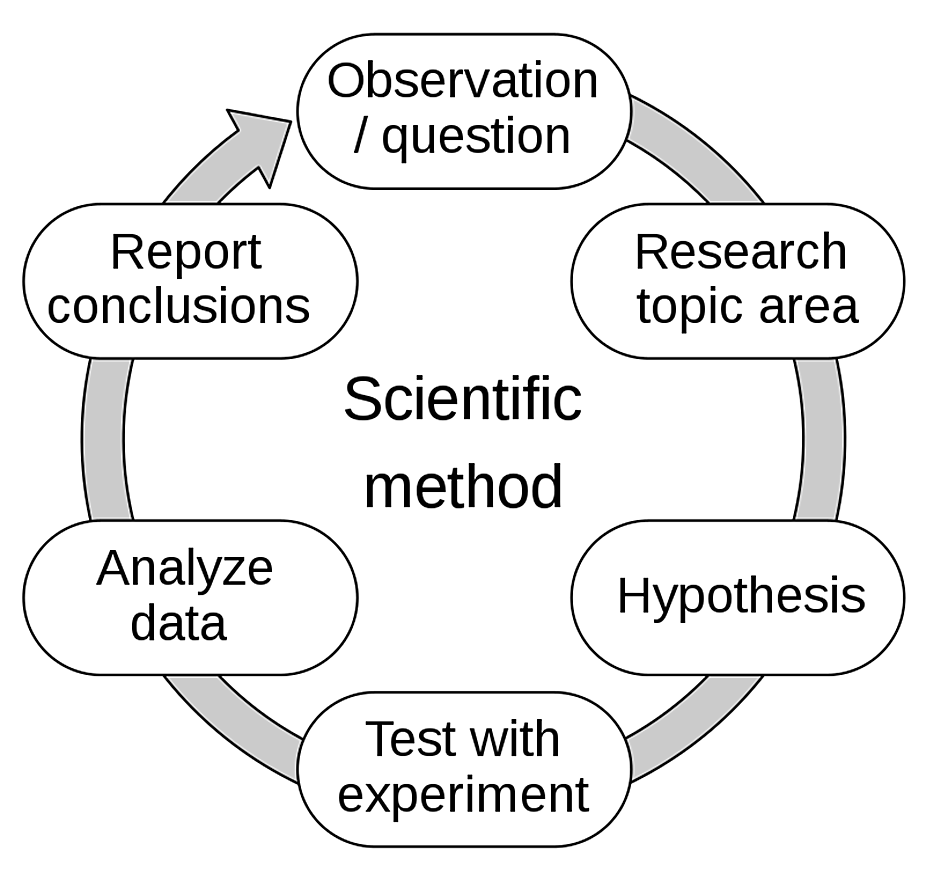 Observation
/ question
Research
topic area
Hypothesis
Test with
experiment
Analyze
data
Report
conclusions
Scientific
method